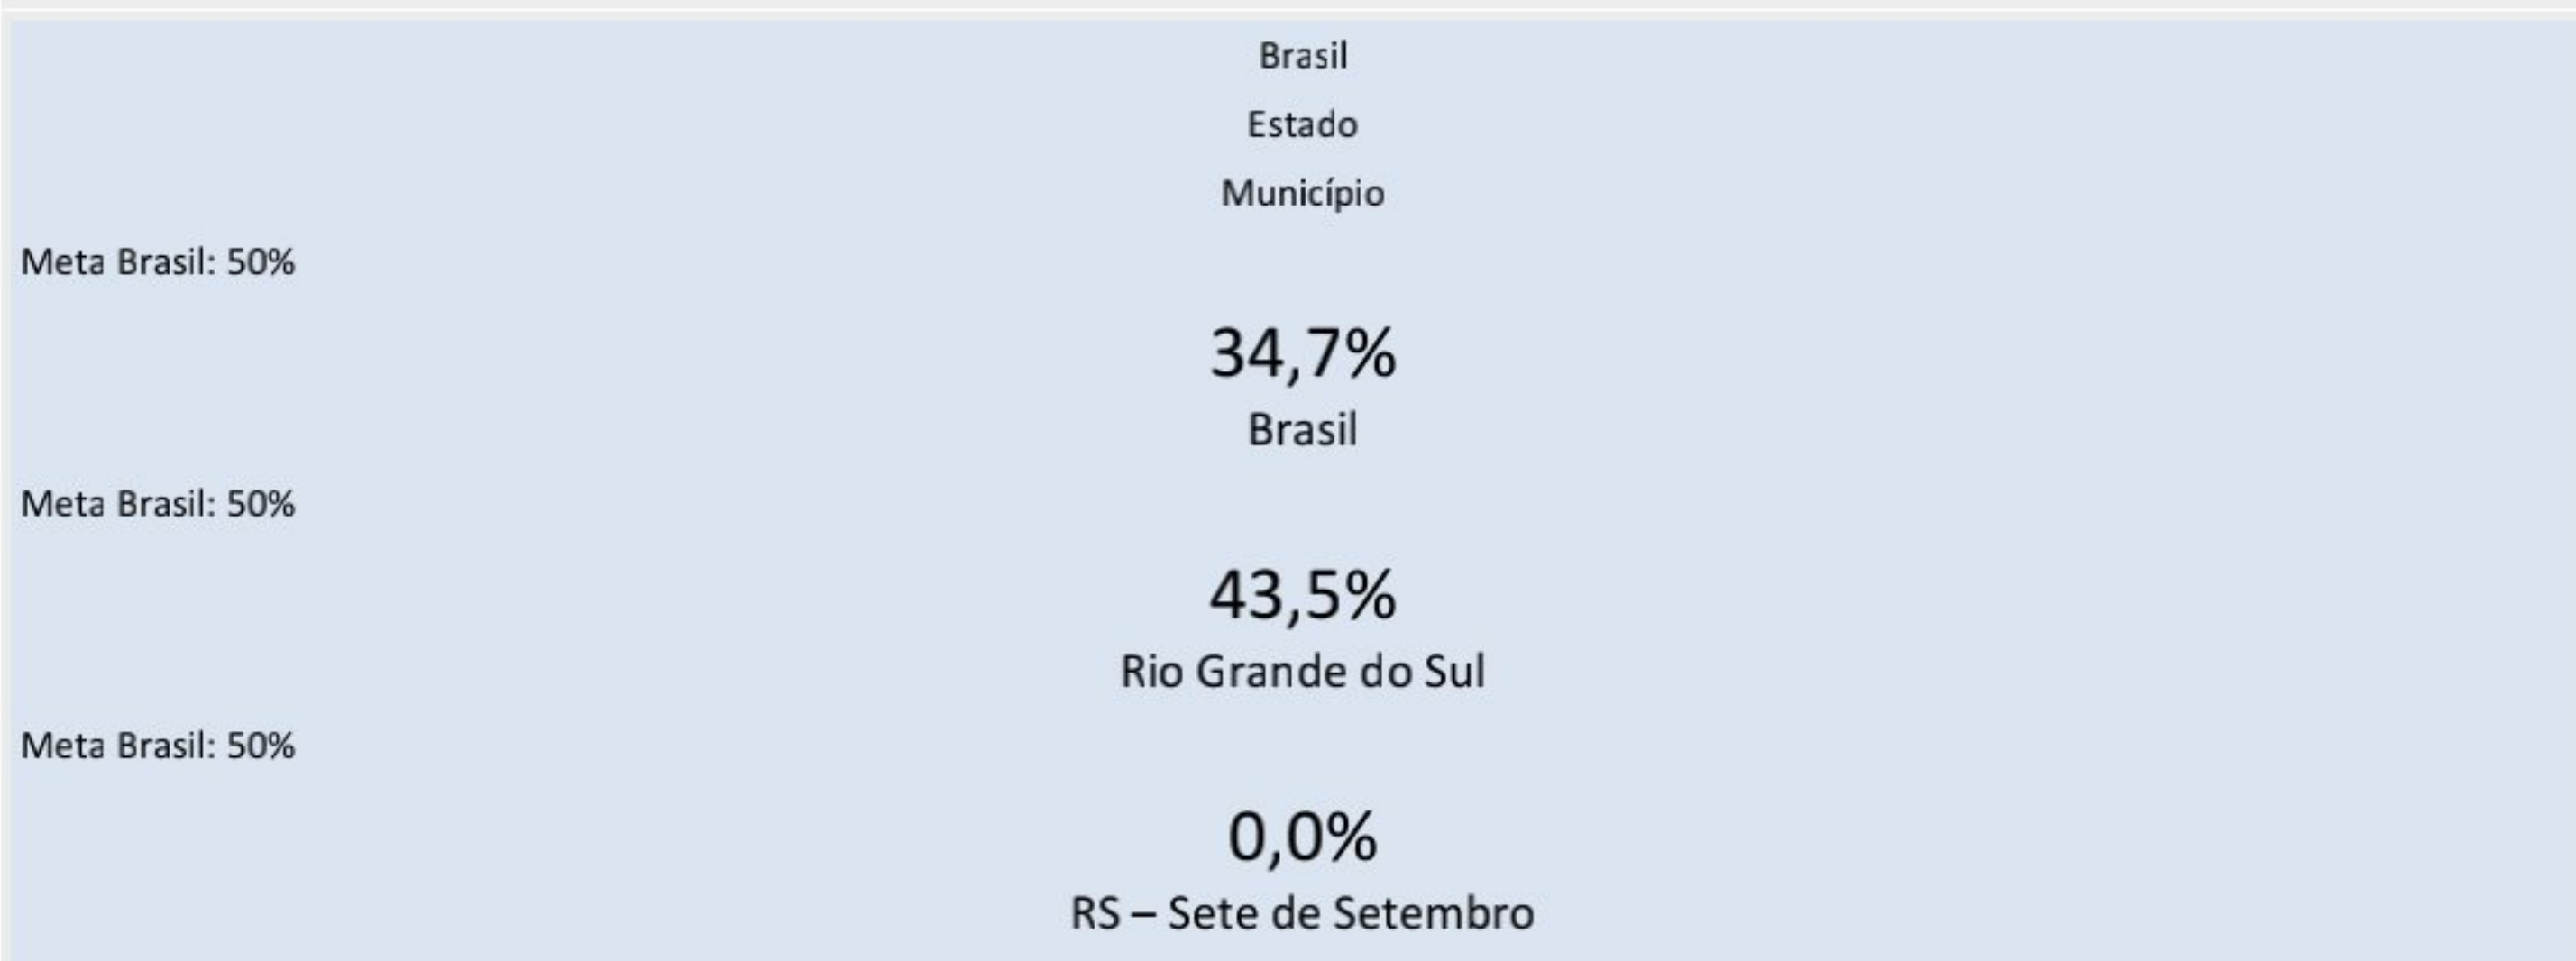 Brasil
Estado
Município
Meta Brasil: 50%
34,7%
Brasil
Meta Brasil: 50%
43,5%
Rio Grande do Sul
Meta Brasil: 50%
0,0%
RS – Sete de Setembro